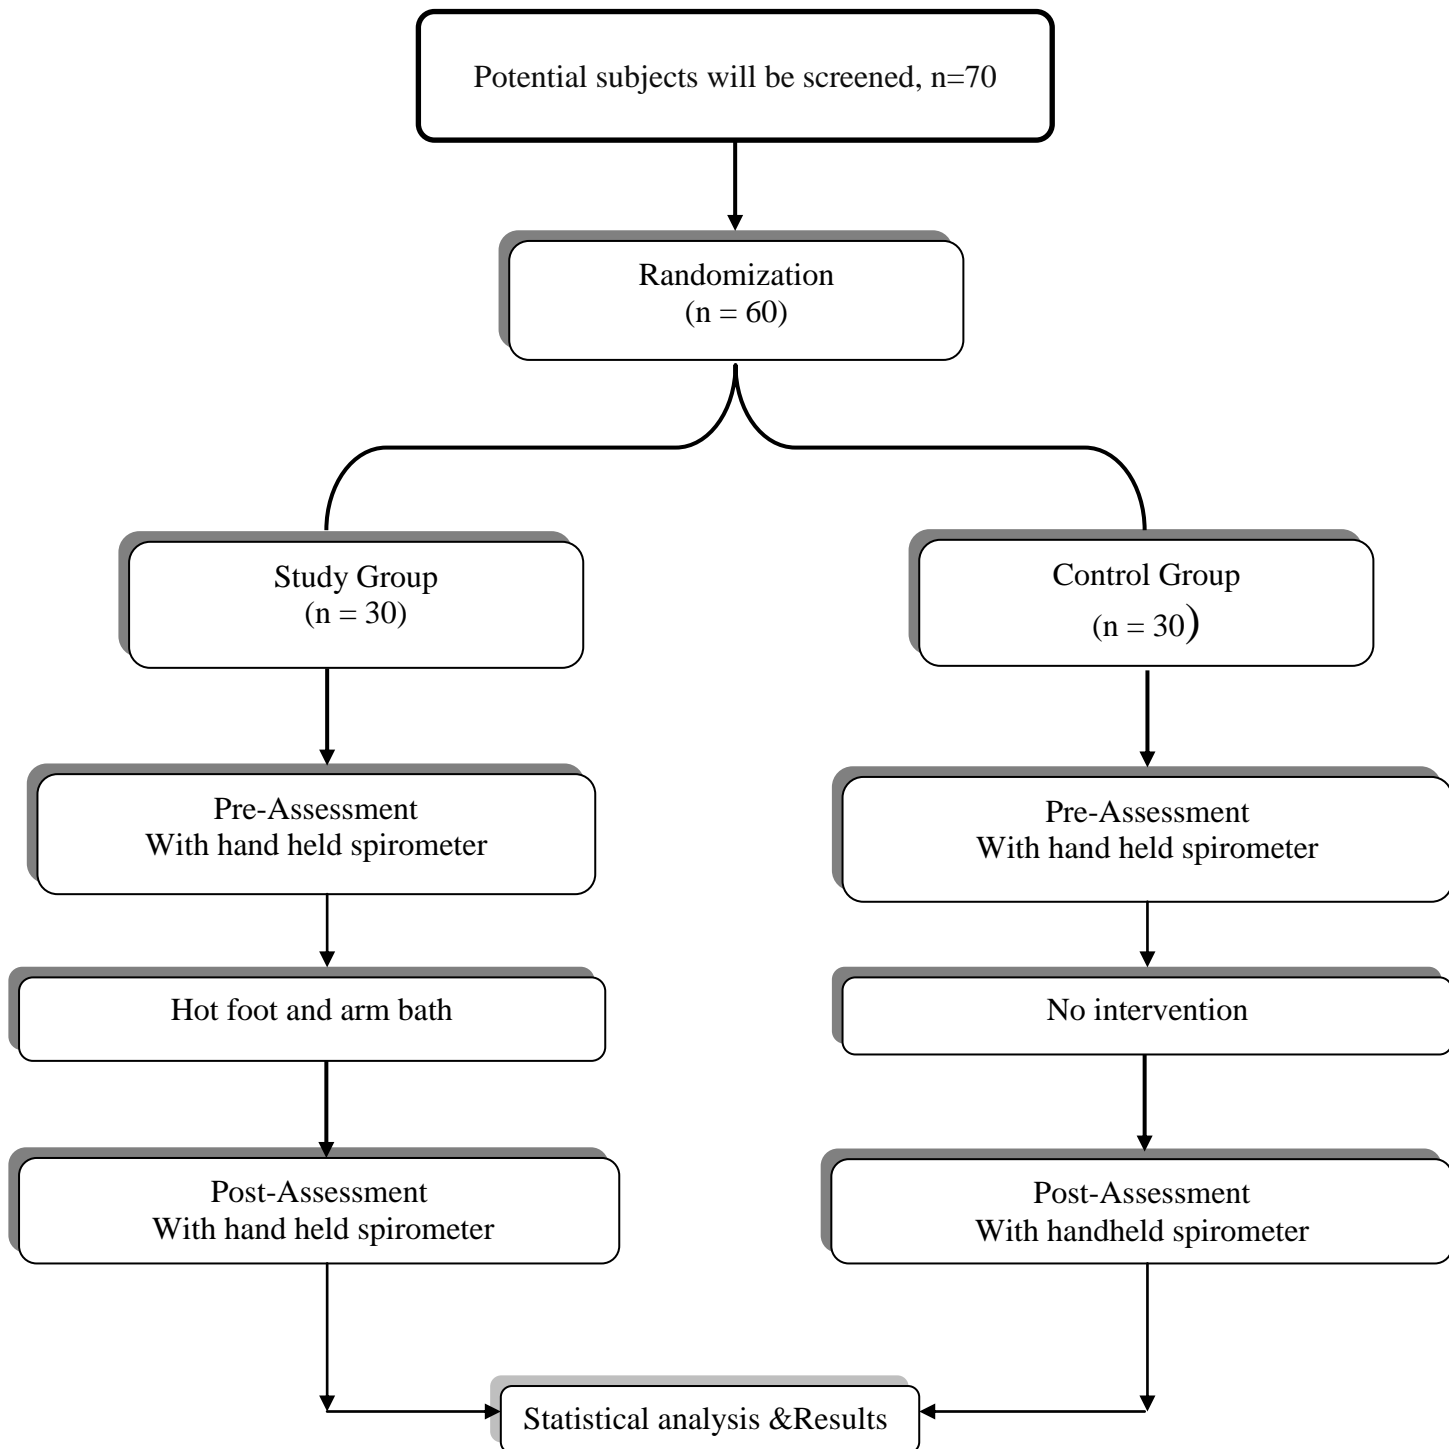 Potential subjects will be screened, n=70
Randomization
(n = 60)
Study Group
(n = 30)
Control Group
(n = 30)
Pre-Assessment
With hand held spirometer
Pre-Assessment
With hand held spirometer
Hot foot and arm bath
No intervention
Post-Assessment
With hand held spirometer
Post-Assessment
With handheld spirometer
Statistical analysis &Results